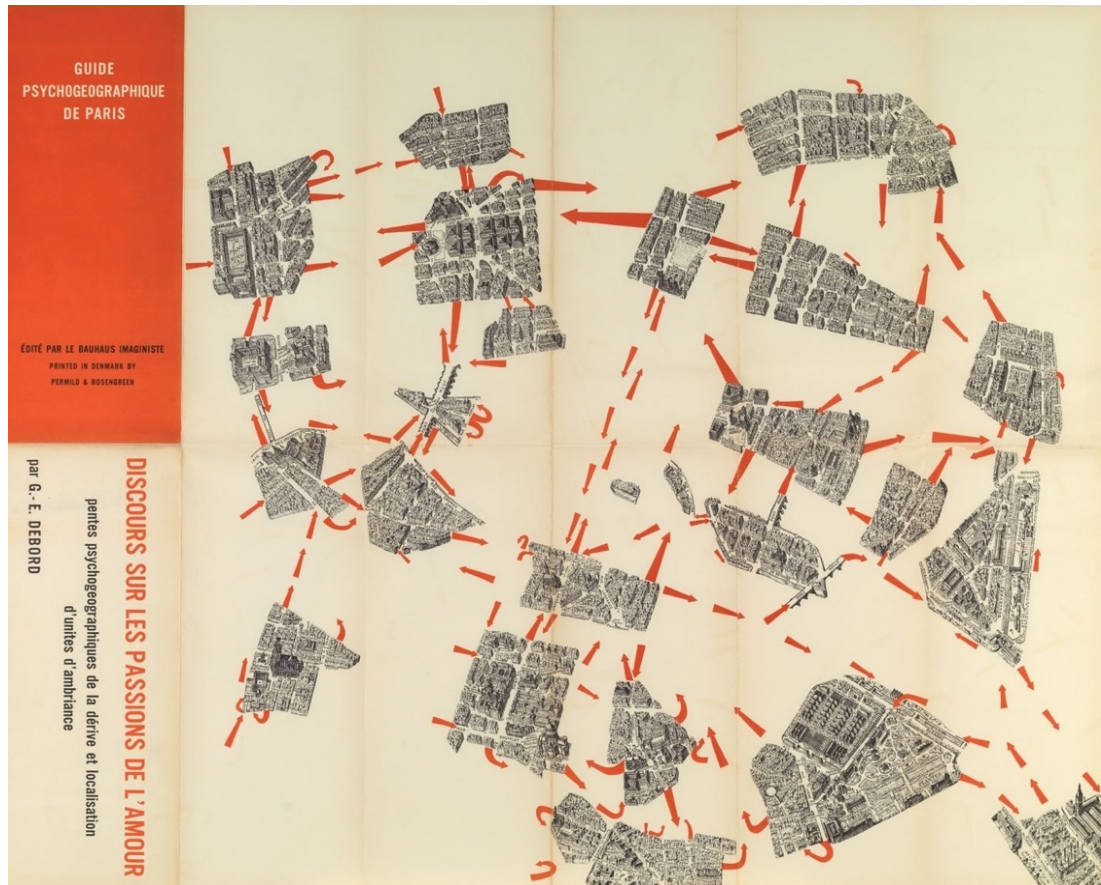 GUIDE
PSYCHOGEOGRAPHIQUE
DE PARIS
ÉDITÉ PAR LE BAUHAUS IMAGINISTE
PRINTED IN DENMARK BY
PERMILD & ROSENGREEN
DISCOURS SUR LES PASSIONS DE L'AMOUR
pentes psychogeographiques de la dérive et localisation
d'unites d'ambriance
par G.-E. DEBORD